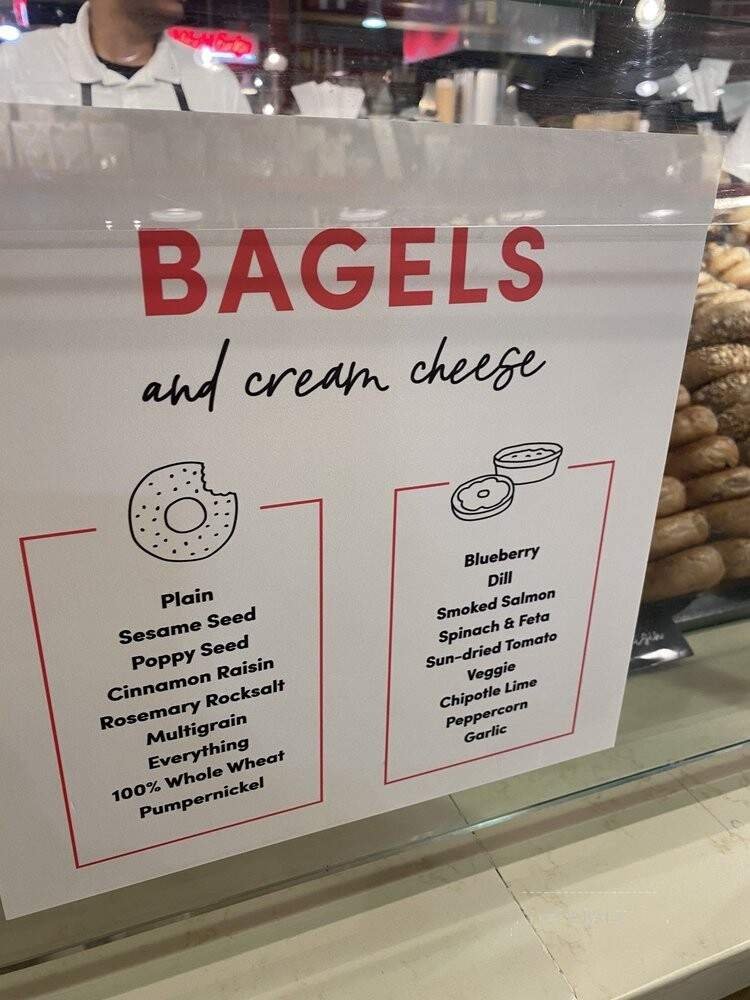 BAGELS
and cream cheese
Plain
Sesame Seed
Poppy Seed
Cinnamon Raisin
Rosemary Rocksalt
Multigrain
Everything
100% Whole Wheat
Pumpernickel
Blueberry
Dill
Smoked Salmon
Spinach & Feta
Sun-dried Tomato
Veggie
Chipotle Lime
Peppercorn
Garlic